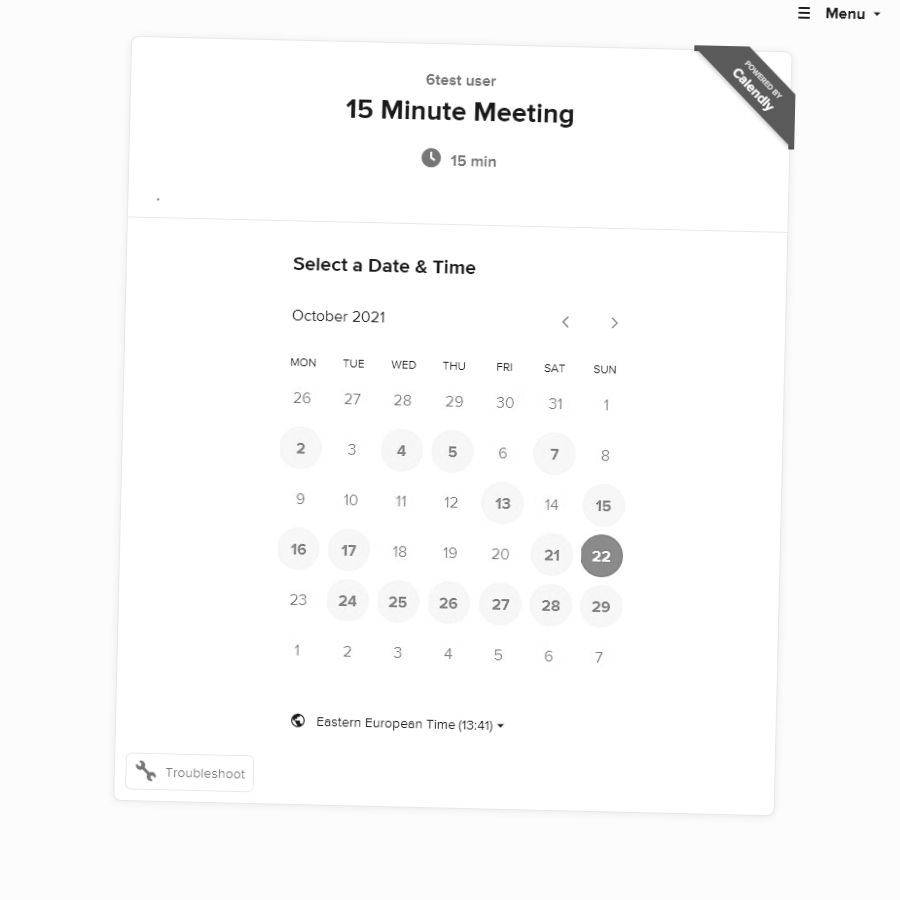 Menu
POWERED BY
Calendly
6test user
15 Minute Meeting
15 min
Select a Date & Time
October 2021
MON TUE WED THU FRI SAT SUN
26 27 28 29 30 31 1
2 3 4 5 6 7 8
9 10 11 12 13 14 15
16 17 18 19 20 21 22
23 24 25 26 27 28 29
1 2 3 4 5 6 7
Eastern European Time (13:41)
Troubleshoot